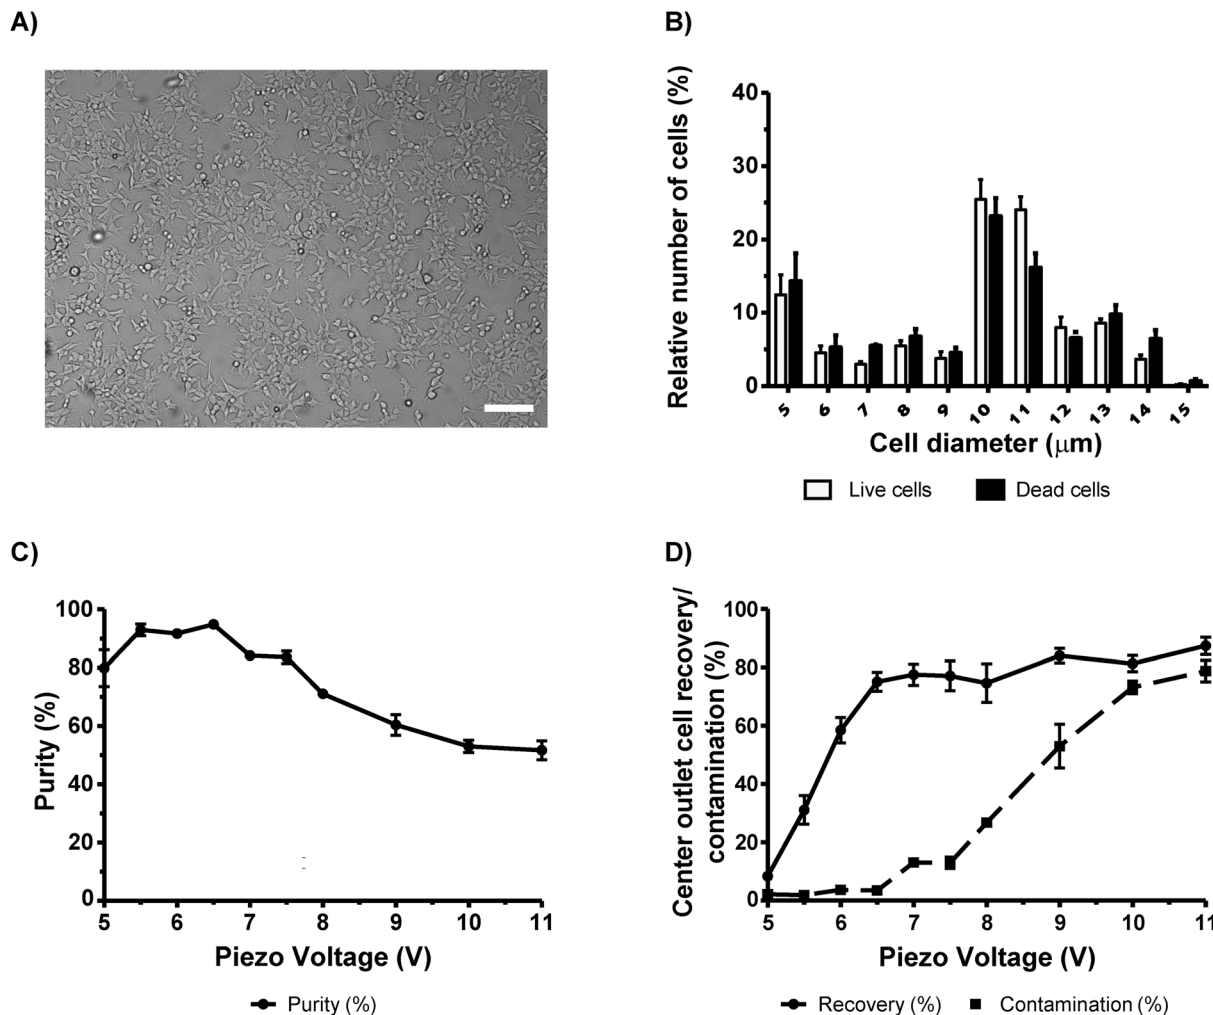 A)
B)
Relative number of cells (%)
40
30
20
10
0
5 6 7 8 9 10 11 12 13 14 15
Cell diameter (μm)
Live cells Dead cells
C)
Purity (%)
100
80
60
40
20
0
5 6 7 8 9 10 11
Piezo Voltage (V)
Purity (%)
D)
Center outlet cell recovery/
contamination (%)
100
80
60
40
20
0
5 6 7 8 9 10 11
Piezo Voltage (V)
Recovery (%) Contamination (%)